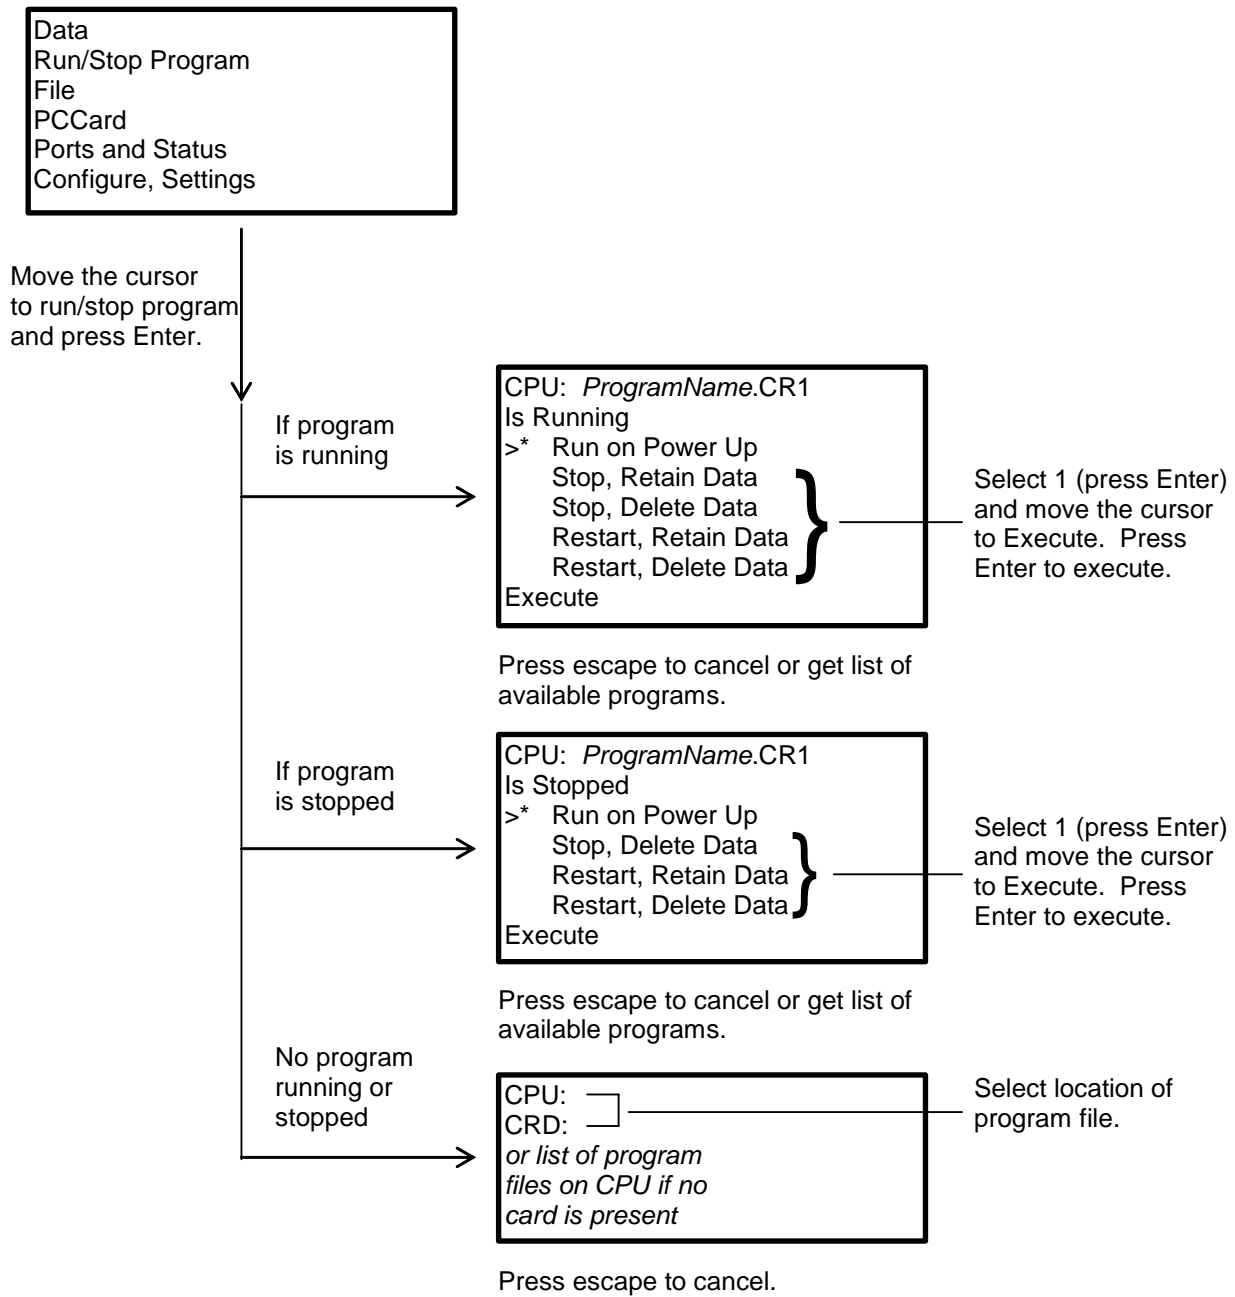 Data
Run/Stop Program
File
PCCard
Ports and Status
Configure, Settings
Move the cursor
to run/stop program
and press Enter.
If program
is running
CPU: ProgramName.CR1
Is Running
>* Run on Power Up
Stop, Retain Data
Stop, Delete Data
Restart, Retain Data
Restart, Delete Data
Execute
Select 1 (press Enter)
and move the cursor
to Execute. Press
Enter to execute.
Press escape to cancel or get list of
available programs.
If program
is stopped
CPU: ProgramName.CR1
Is Stopped
>* Run on Power Up
Stop, Delete Data
Restart, Retain Data
Restart, Delete Data
Execute
Select 1 (press Enter)
and move the cursor
to Execute. Press
Enter to execute.
Press escape to cancel or get list of
available programs.
No program
running or
stopped
CPU:
CRD:
or list of program
files on CPU if no
card is present
Select location of
program file.
Press escape to cancel.